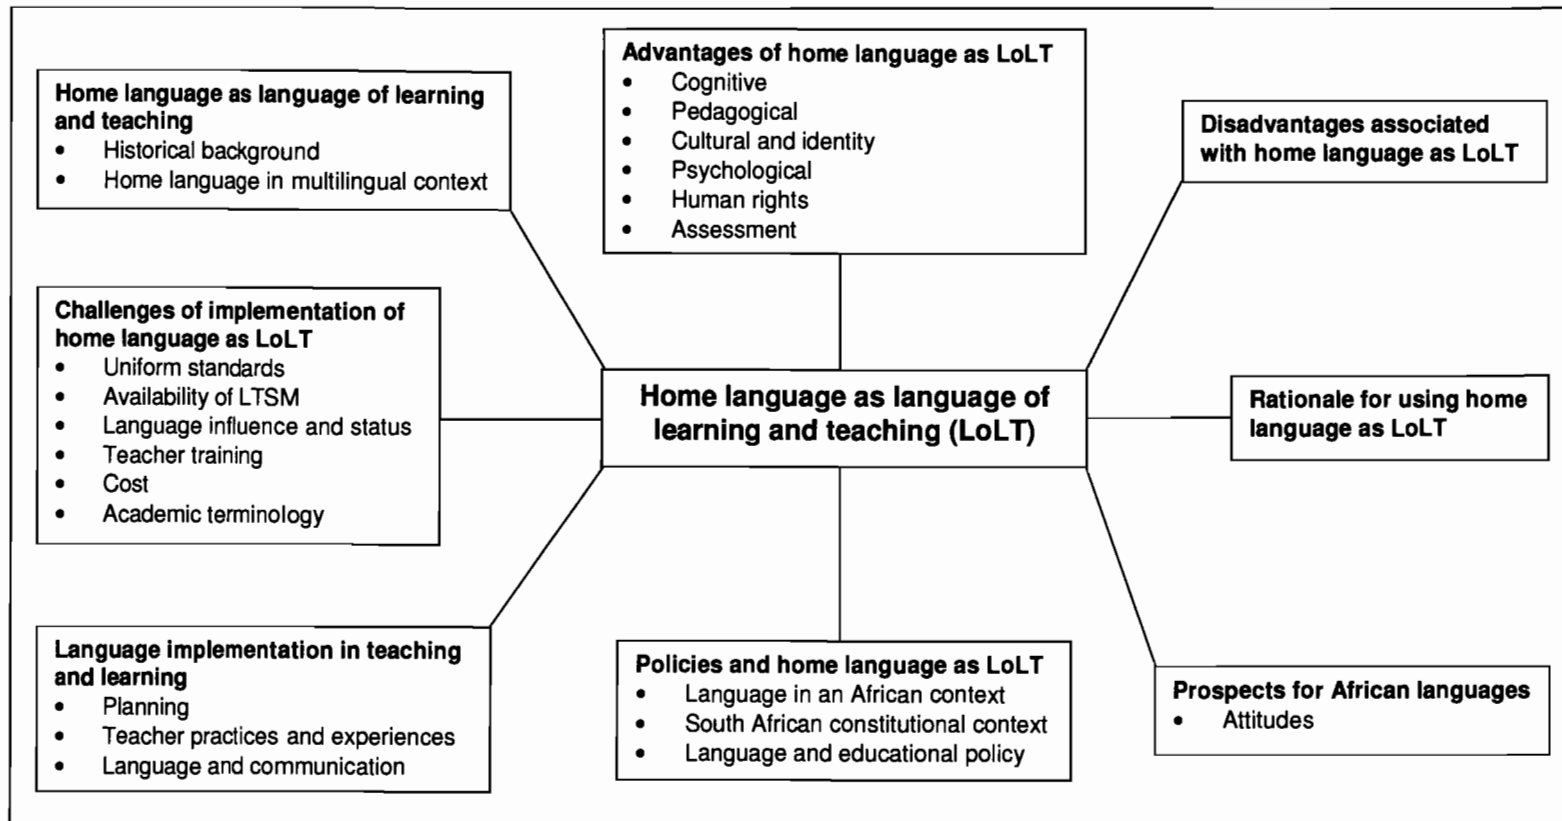 Home language as language of learning
and teaching
• Historical background
• Home language in multilingual context
Advantages of home language as LoLT
• Cognitive
• Pedagogical
• Cultural and identity
• Psychological
• Human rights
• Assessment
Disadvantages associated
with home language as LoLT
Challenges of implementation of
home language as LoLT
• Uniform standards
• Availability of LTSM
• Language influence and status
• Teacher training
• Cost
• Academic terminology
Home language as language of
learning and teaching (LoLT)
Rationale for using home
language as LoLT
Language implementation in teaching
and learning
• Planning
• Teacher practices and experiences
• Language and communication
Policies and home language as LoLT
• Language in an African context
• South African constitutional context
• Language and educational policy
Prospects for African languages
• Attitudes